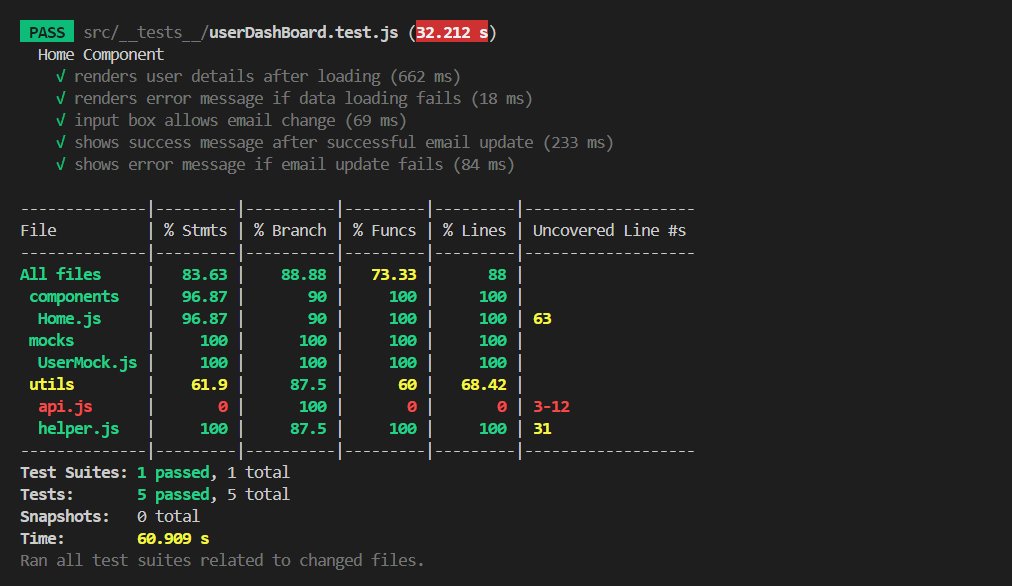 PASS src/__tests__/userDashBoard.test.js (32.212 s)
Home Component
√ renders user details after loading (662 ms)
√ renders error message if data loading fails (18 ms)
√ input box allows email change (69 ms)
√ shows success message after successful email update (233 ms)
√ shows error message if email update fails (84 ms)
--------------|---------|----------|---------|---------|-------------------
File          | % Stmts | % Branch | % Funcs | % Lines | Uncovered Line #s
--------------|---------|----------|---------|---------|-------------------
All files     |   83.63 |    88.88 |   73.33 |      88 |
 components   |   96.87 |       90 |     100 |     100 |
  Home.js     |   96.87 |       90 |     100 |     100 | 63
 mocks        |     100 |      100 |     100 |     100 |
  UserMock.js |     100 |      100 |     100 |     100 |
 utils        |    61.9 |     87.5 |      60 |   68.42 |
  api.js      |       0 |      100 |       0 |       0 | 3-12
  helper.js   |     100 |     87.5 |     100 |     100 | 31
--------------|---------|----------|---------|---------|-------------------
Test Suites: 1 passed, 1 total
Tests:       5 passed, 5 total
Snapshots:   0 total
Time:        60.909 s
Ran all test suites related to changed files.